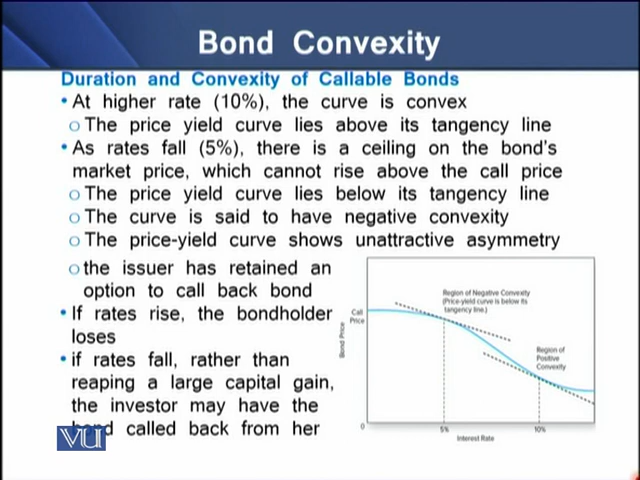 Bond Convexity
Duration and Convexity of Callable Bonds
• At higher rate (10%), the curve is convex
o The price yield curve lies above its tangency line
• As rates fall (5%), there is a ceiling on the bond's
market price, which cannot rise above the call price
o The price yield curve lies below its tangency line
o The curve is said to have negative convexity
o The price-yield curve shows unattractive asymmetry
o the issuer has retained an
option to call back bond
• If rates rise, the bondholder
loses
• if rates fall, rather than
reaping a large capital gain,
the investor may have the
called back from her
VU
Region of Negative Convexity
(Price-yield curve is below its
tangency line.)
Call
Price
Bond Price
Region of
Positive
Convexity
0
5%
10%
Interest Rate